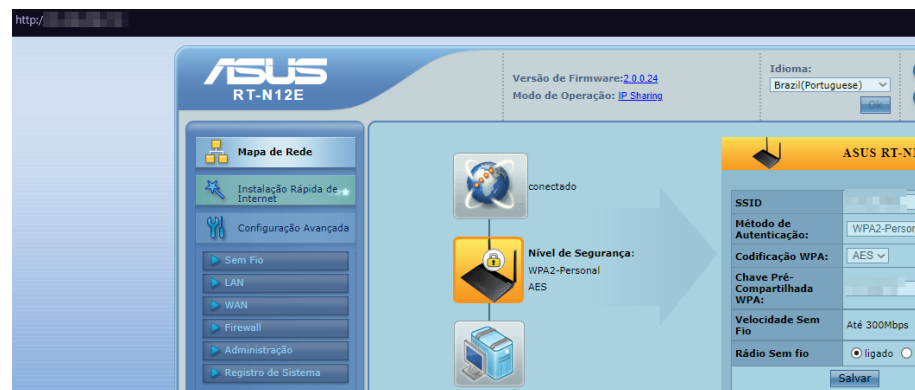 http:/
ASUS
RT-N12E
Versão de Firmware:2.0.0.24
Modo de Operação: IP Sharing
Idioma:
Brazil(Portuguese)
Ok
Mapa de Rede
Instalação Rápida de
Internet
Configuração Avançada
Sem Fio
LAN
WAN
Firewall
Administração
Registro de Sistema
conectado
Nível de Segurança:
WPA2-Personal
AES
ASUS RT-N1
SSID
Método de
Autenticação:
WPA2-Person
Codificação WPA:
AES
Chave Pré-
Compartilhada
WPA:
Velocidade Sem
Fio
Até 300Mbps
Rádio Sem fio
ligado
Salvar